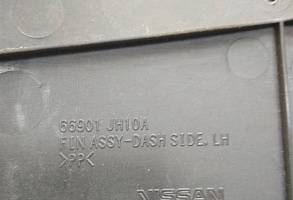 66901 JH10A
FIN ASSY-DASH SIDE, LH
>PP<
NISSAN